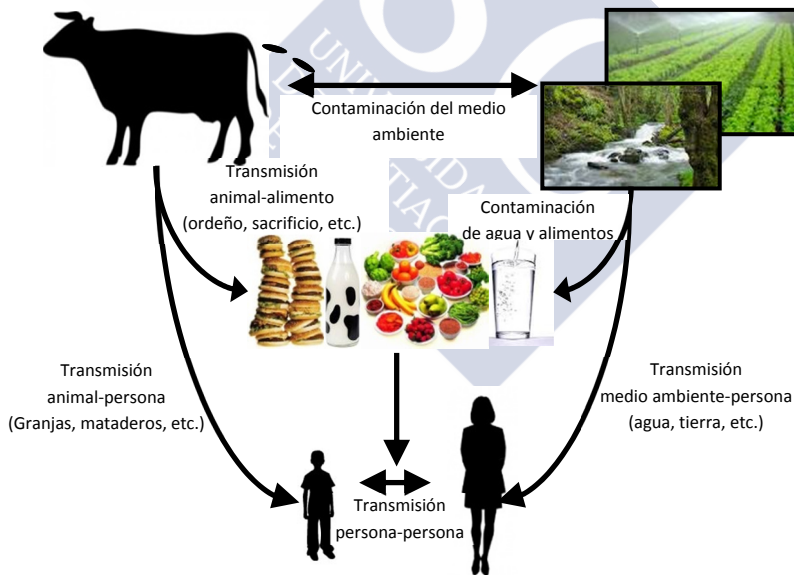 Contaminación del medio
ambiente
Transmisión
animal-alimento
(ordeño, sacrificio, etc.)
Contaminación
de agua y alimentos
Transmisión
animal-persona
(Granjas, mataderos, etc.)
Transmisión
medio ambiente-persona
(agua, tierra, etc.)
Transmisión
persona-persona